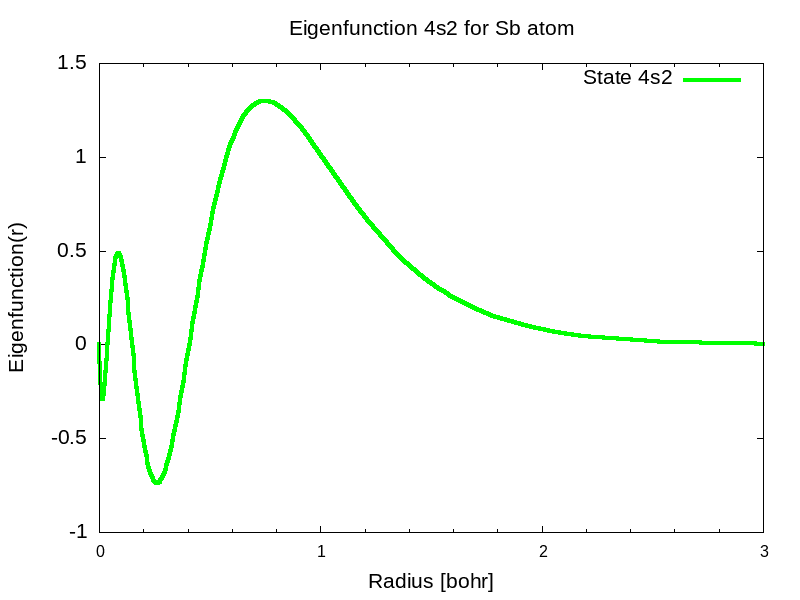 Eigenfunction 4s2 for Sb atom
State 4s2
1.5
1
0.5
0
-0.5
-1
Eigenfunction(r)
0 1 2 3
Radius [bohr]